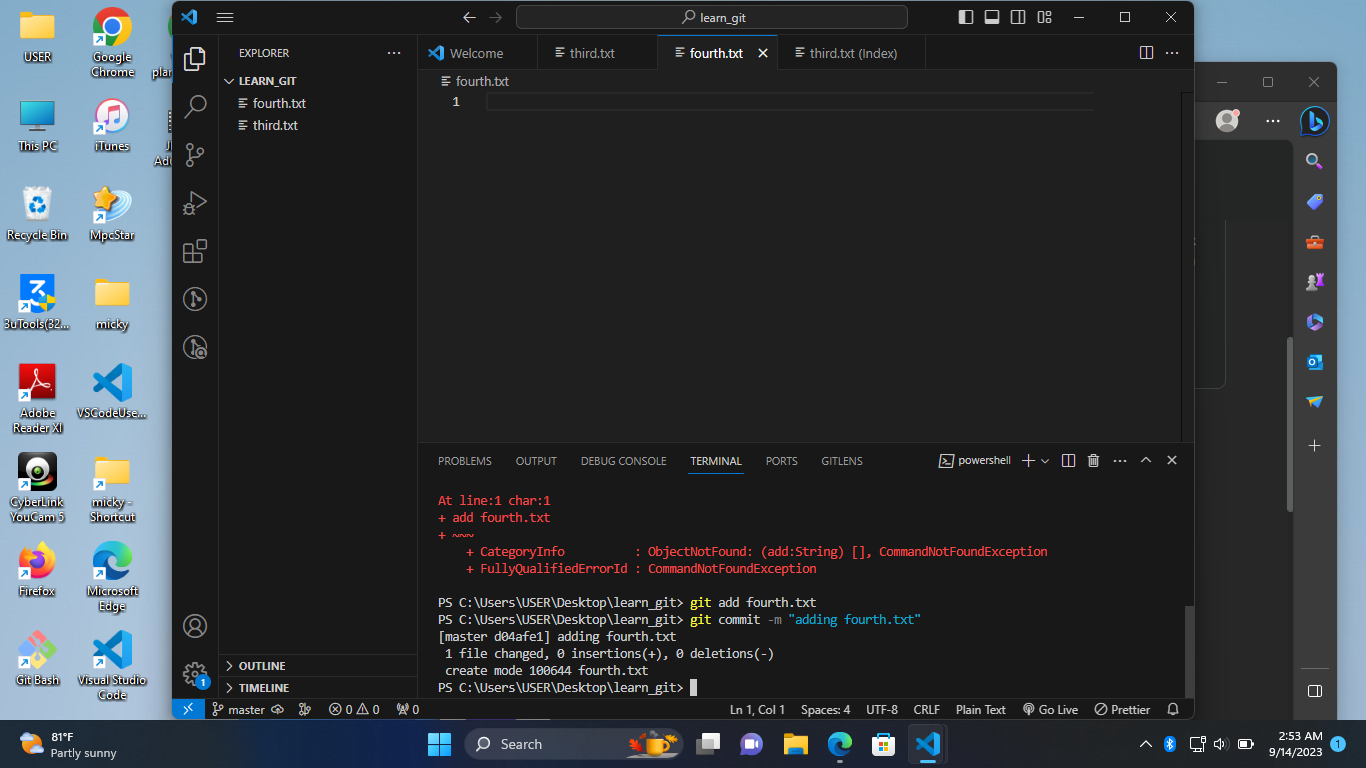 USER
Google
Chrome
This PC
iTunes
Recycle Bin
MpcStar
3uTools(32...
micky
Adobe
Reader XI
VSCodeUse...
CyberLink
YouCam 5
micky -
Shortcut
Firefox
Microsoft
Edge
Git Bash
Visual Studio
Code
learn_git
EXPLORER
LEARN_GIT
fourth.txt
third.txt
OUTLINE
TIMELINE
Welcome
third.txt
fourth.txt
third.txt (Index)
fourth.txt
1
PROBLEMS
OUTPUT
DEBUG CONSOLE
TERMINAL
PORTS
GITLENS
powershell
At line:1 char:1
+ add fourth.txt
+ ~~~
+ CategoryInfo : ObjectNotFound: (add:String) [], CommandNotFoundException
+ FullyQualifiedErrorId : CommandNotFoundException
PS C:\Users\USER\Desktop\learn_git> git add fourth.txt
PS C:\Users\USER\Desktop\learn_git> git commit -m "adding fourth.txt"
[master d04afe1] adding fourth.txt
1 file changed, 0 insertions(+), 0 deletions(-)
create mode 100644 fourth.txt
PS C:\Users\USER\Desktop\learn_git>
1
master
0 0
0
Ln 1, Col 1
Spaces: 4
UTF-8
CRLF
Plain Text
Go Live
Prettier
81°F
Partly sunny
Search
2:53 AM
9/14/2023
1